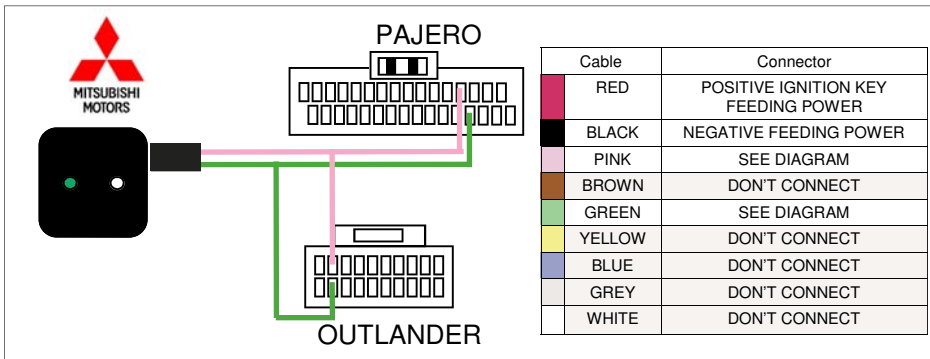 PAJERO
MITSUBISHI
MOTORS
OUTLANDER
Cable Connector
RED POSITIVE IGNITION KEY
FEEDING POWER
BLACK NEGATIVE FEEDING POWER
PINK SEE DIAGRAM
BROWN DON'T CONNECT
GREEN SEE DIAGRAM
YELLOW DON'T CONNECT
BLUE DON'T CONNECT
GREY DON'T CONNECT
WHITE DON'T CONNECT